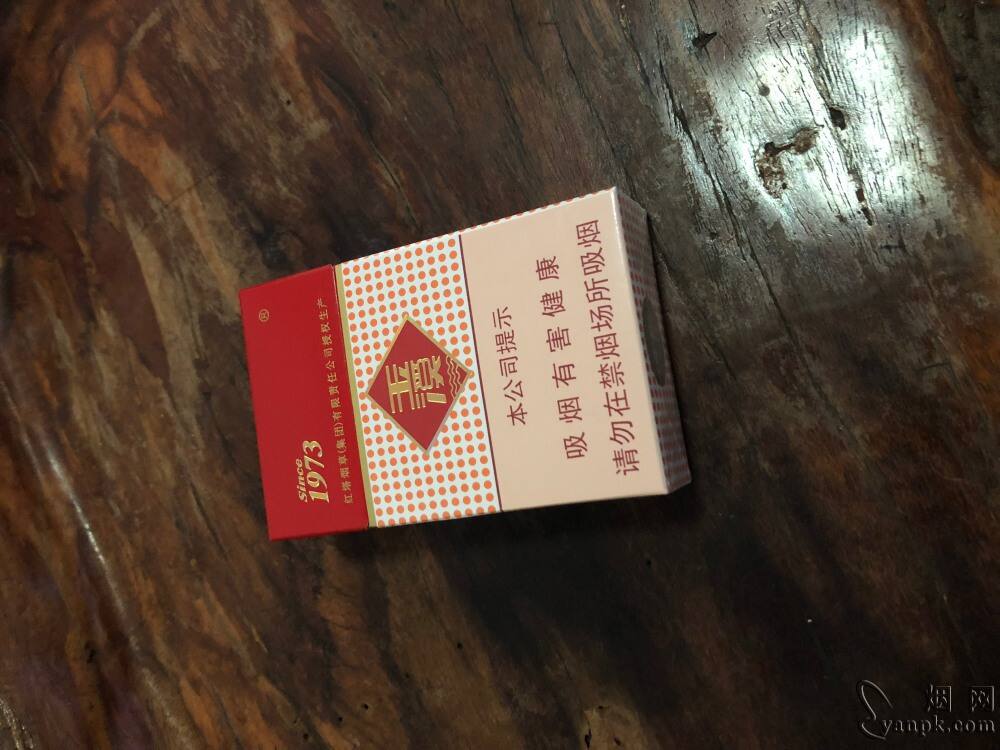 Since
1973
红塔烟草(集团)有限责任公司授权生产
玉溪
本公司提示
吸烟有害健康
请勿在禁烟场所吸烟
烟网
yanpk.com